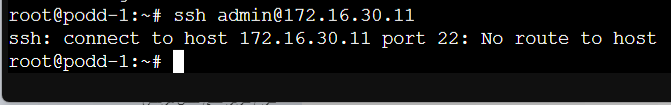 root@podd-1:~# ssh admin@172.16.30.11
ssh: connect to host 172.16.30.11 port 22: No route to host
root@podd-1:~#